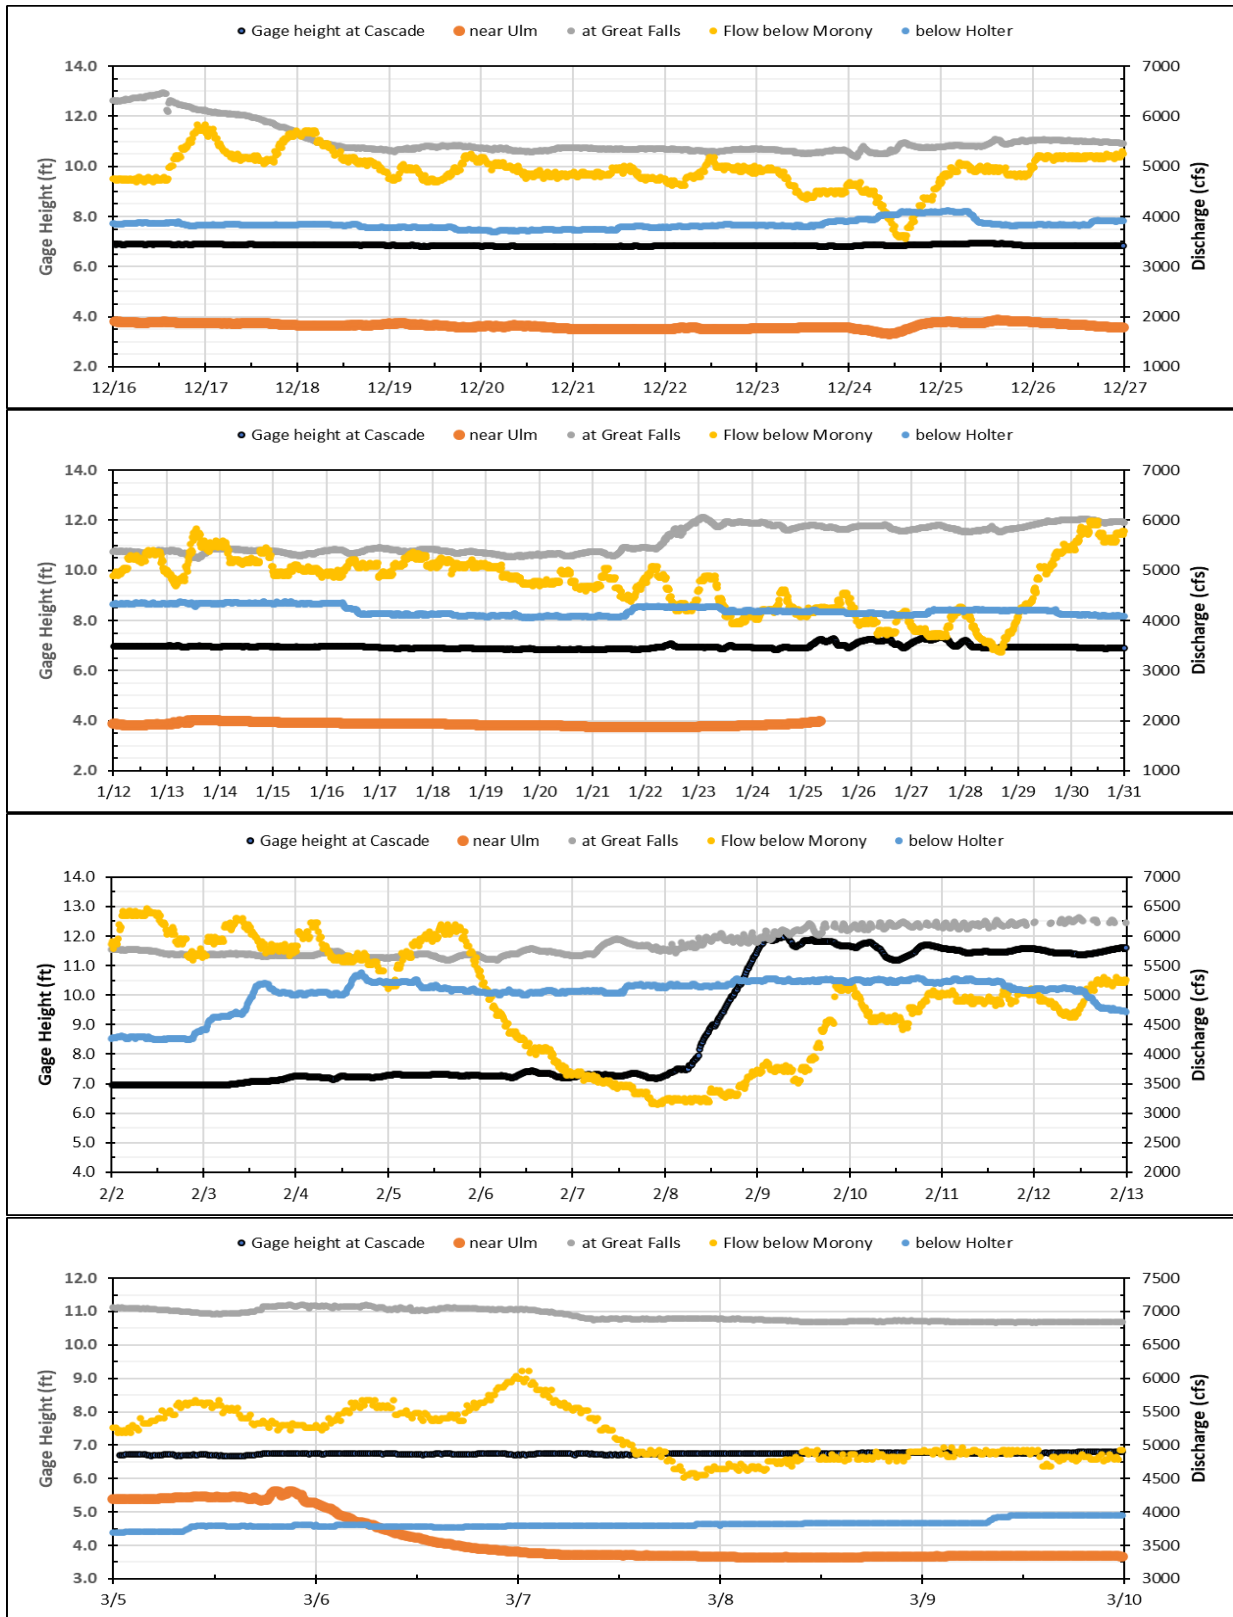 Gage height at Cascade near Ulm at Great Falls Flow below Morony below Holter
14.0 7000
12.0 6000
10.0 5000
8.0 4000
6.0 3000
4.0 2000
2.0 1000
Gage Height (ft)
Discharge (cfs)
12/16 12/17 12/18 12/19 12/20 12/21 12/22 12/23 12/24 12/25 12/26 12/27
Gage height at Cascade near Ulm at Great Falls Flow below Morony below Holter
14.0 7000
12.0 6000
10.0 5000
8.0 4000
6.0 3000
4.0 2000
2.0 1000
Gage Height (ft)
Discharge (cfs)
1/12 1/13 1/14 1/15 1/16 1/17 1/18 1/19 1/20 1/21 1/22 1/23 1/24 1/25 1/26 1/27 1/28 1/29 1/30 1/31
Gage height at Cascade near Ulm at Great Falls Flow below Morony below Holter
14.0 7000
13.0 6500
12.0 6000
11.0 5500
10.0 5000
9.0 4500
8.0 4000
7.0 3500
6.0 3000
5.0 2500
4.0 2000
Gage Height (ft)
Discharge (cfs)
2/2 2/3 2/4 2/5 2/6 2/7 2/8 2/9 2/10 2/11 2/12 2/13
Gage height at Cascade near Ulm at Great Falls Flow below Morony below Holter
12.0 7500
11.0 7000
10.0 6500
9.0 6000
8.0 5500
7.0 5000
6.0 4500
5.0 4000
4.0 3500
3.0 3000
Gage Height (ft)
Discharge (cfs)
3/5 3/6 3/7 3/8 3/9 3/10